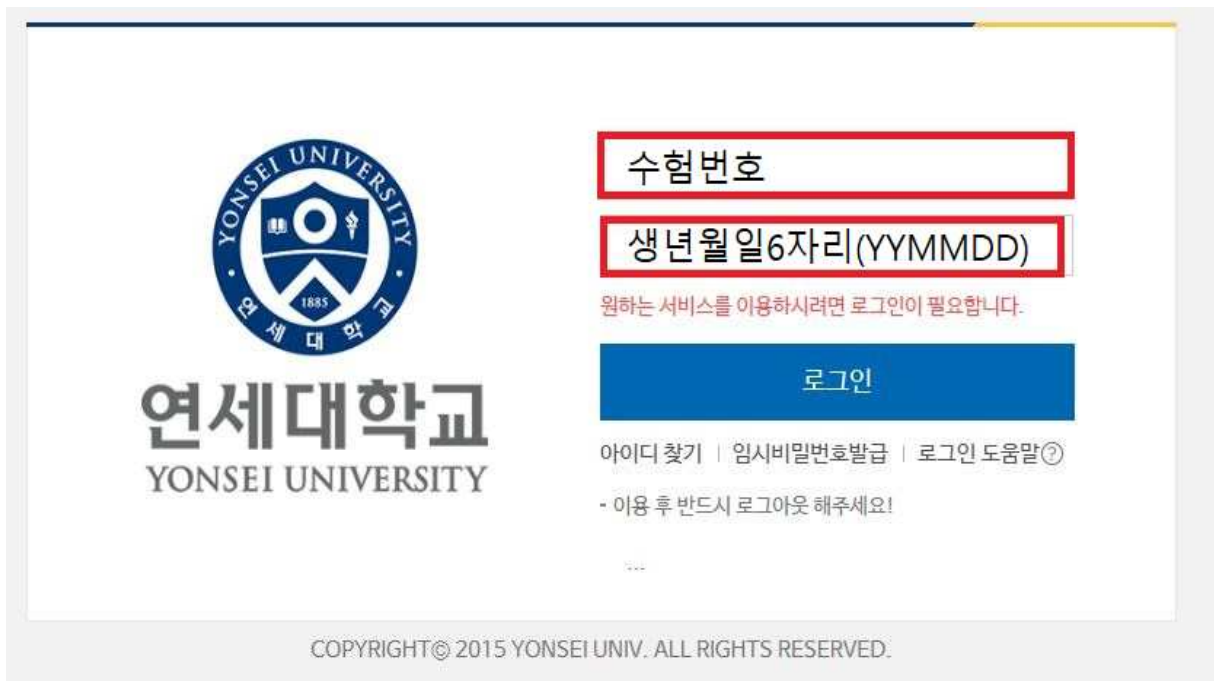 YONSEI UNIVERSITY
1885
연세대학교
연세대학교
YONSEI UNIVERSITY
수험번호
생년월일6자리(YYMMDD)
원하는 서비스를 이용하시려면 로그인이 필요합니다.
로그인
아이디 찾기 | 임시비밀번호발급 | 로그인 도움말?
- 이용 후 반드시 로그아웃 해주세요!
...
COPYRIGHT© 2015 YONSEI UNIV. ALL RIGHTS RESERVED.